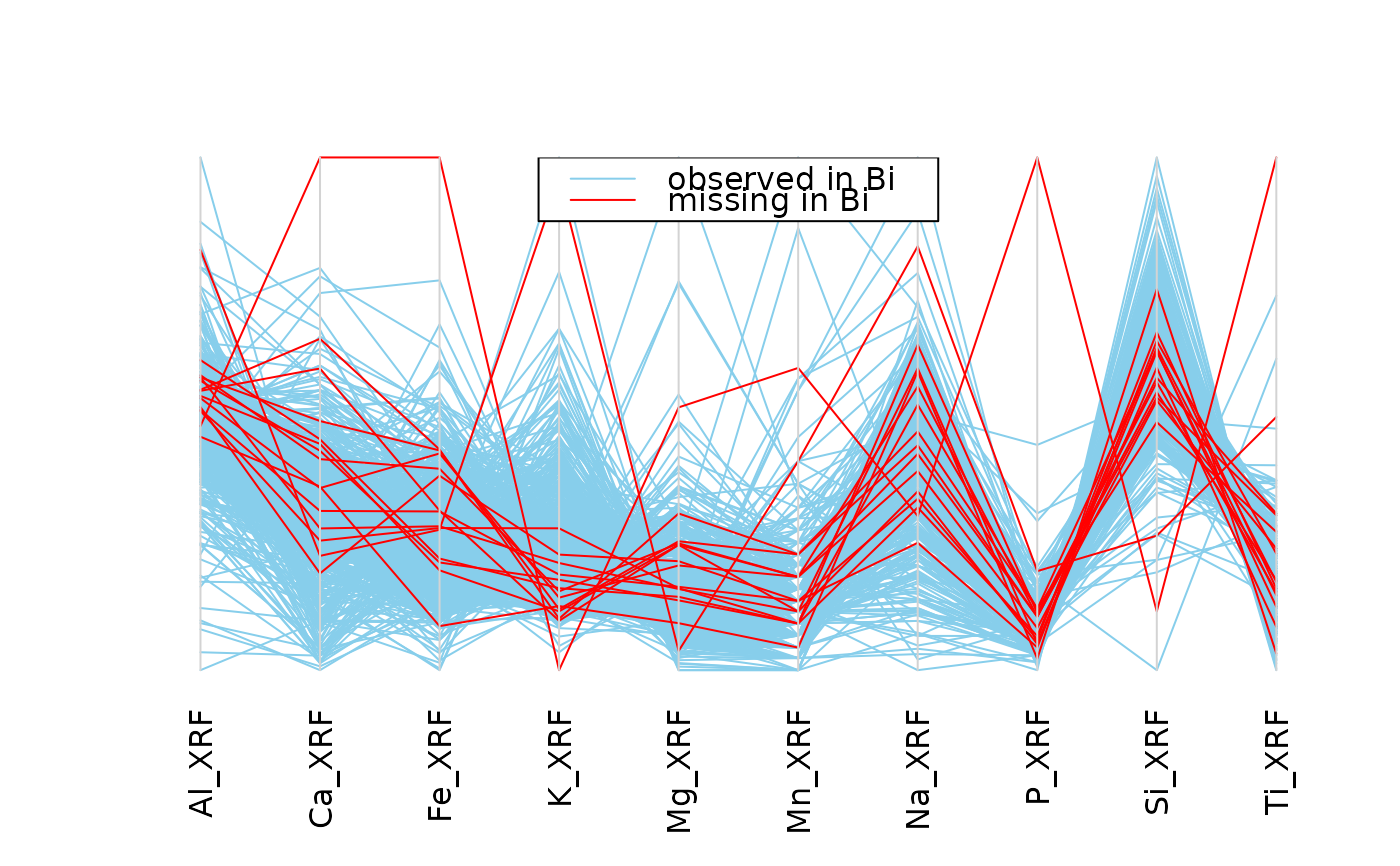 observed in Bi
missing in Bi
Al_XRF
Ca_XRF
Fe_XRF
K_XRF
Mg_XRF
Mn_XRF
Na_XRF
P_XRF
Si_XRF
Ti_XRF